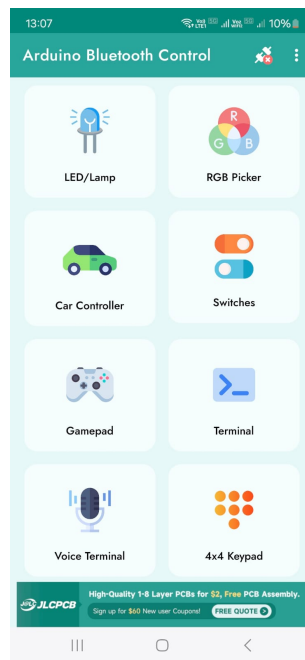 13:07 10%
Arduino Bluetooth Control
LED/Lamp
R
G B
RGB Picker
Car Controller
Switches
Gamepad
Terminal
Voice Terminal
4x4 Keypad
JLCPCB
High-Quality 1-8 Layer PCBs for $2, Free PCB Assembly.
Sign up for $60 New user Coupons! FREE QUOTE